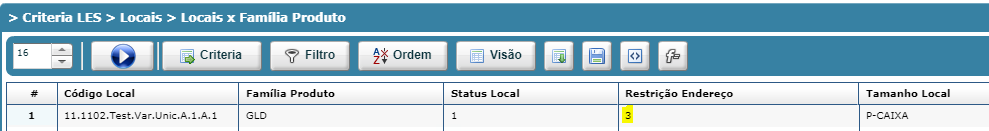 > Criteria LES > Locais > Locais x Família Produto
16 Criteria Filtro Ordem Visão
# Código Local Família Produto Status Local Restrição Endereço Tamanho Local
1 11.1102.Test.Var.Unic.A.1.A.1 GLD 1 3 P-CAIXA